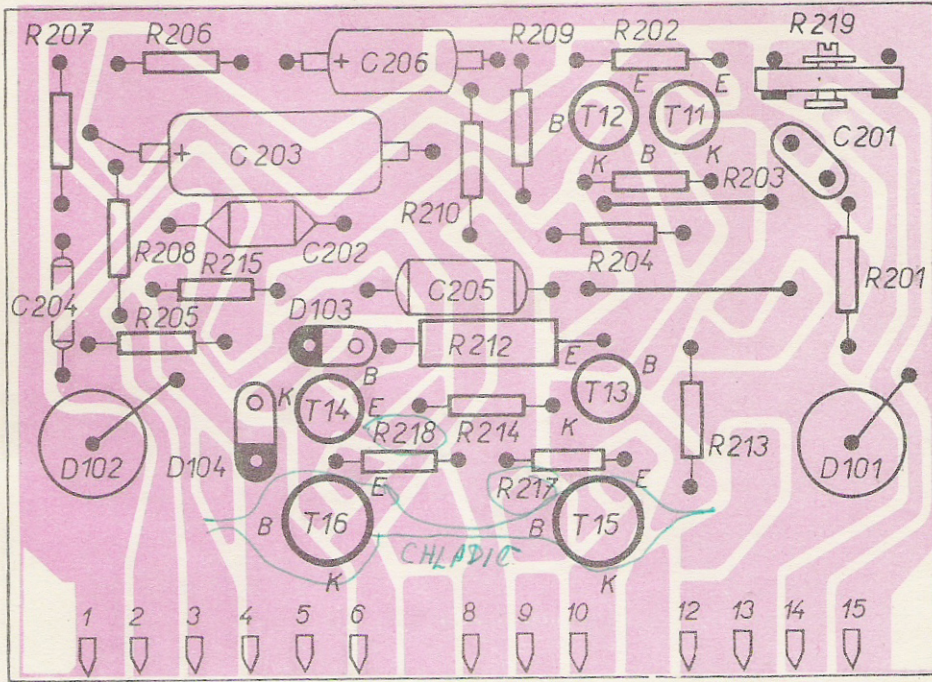 R207 R206 C206 R209 R202 R219
+
E E
B T12 T11
C201
C203
+
K B K
R203
R210
R208 C202 R204
R215
C204 D103 C205 R201
R205 R212 E
B B
K T14 E T13
R218 R214 K
D102 D104 R213 D101
E R217 E
B T16 B T15
CHLADIČ
K K
1 2 3 4 5 6 8 9 10 12 13 14 15